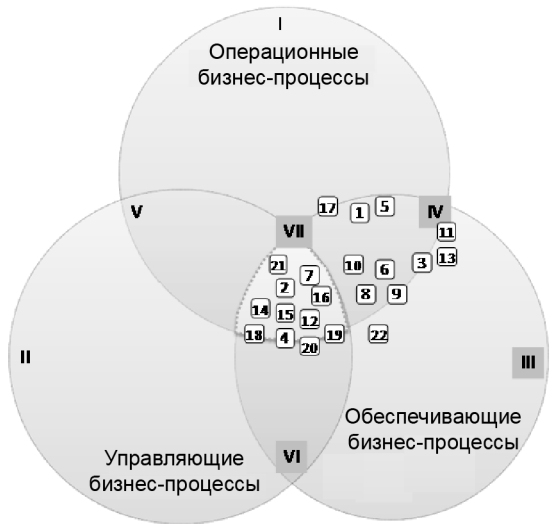 I
Операционные
бизнес-процессы
17
1
5
IV
V
VII
11
21
10
6
3
13
7
2
16
8
9
14
15
12
18
4
19
22
20
II
III
Обеспечивающие
бизнес-процессы
Управляющие
бизнес-процессы
VI